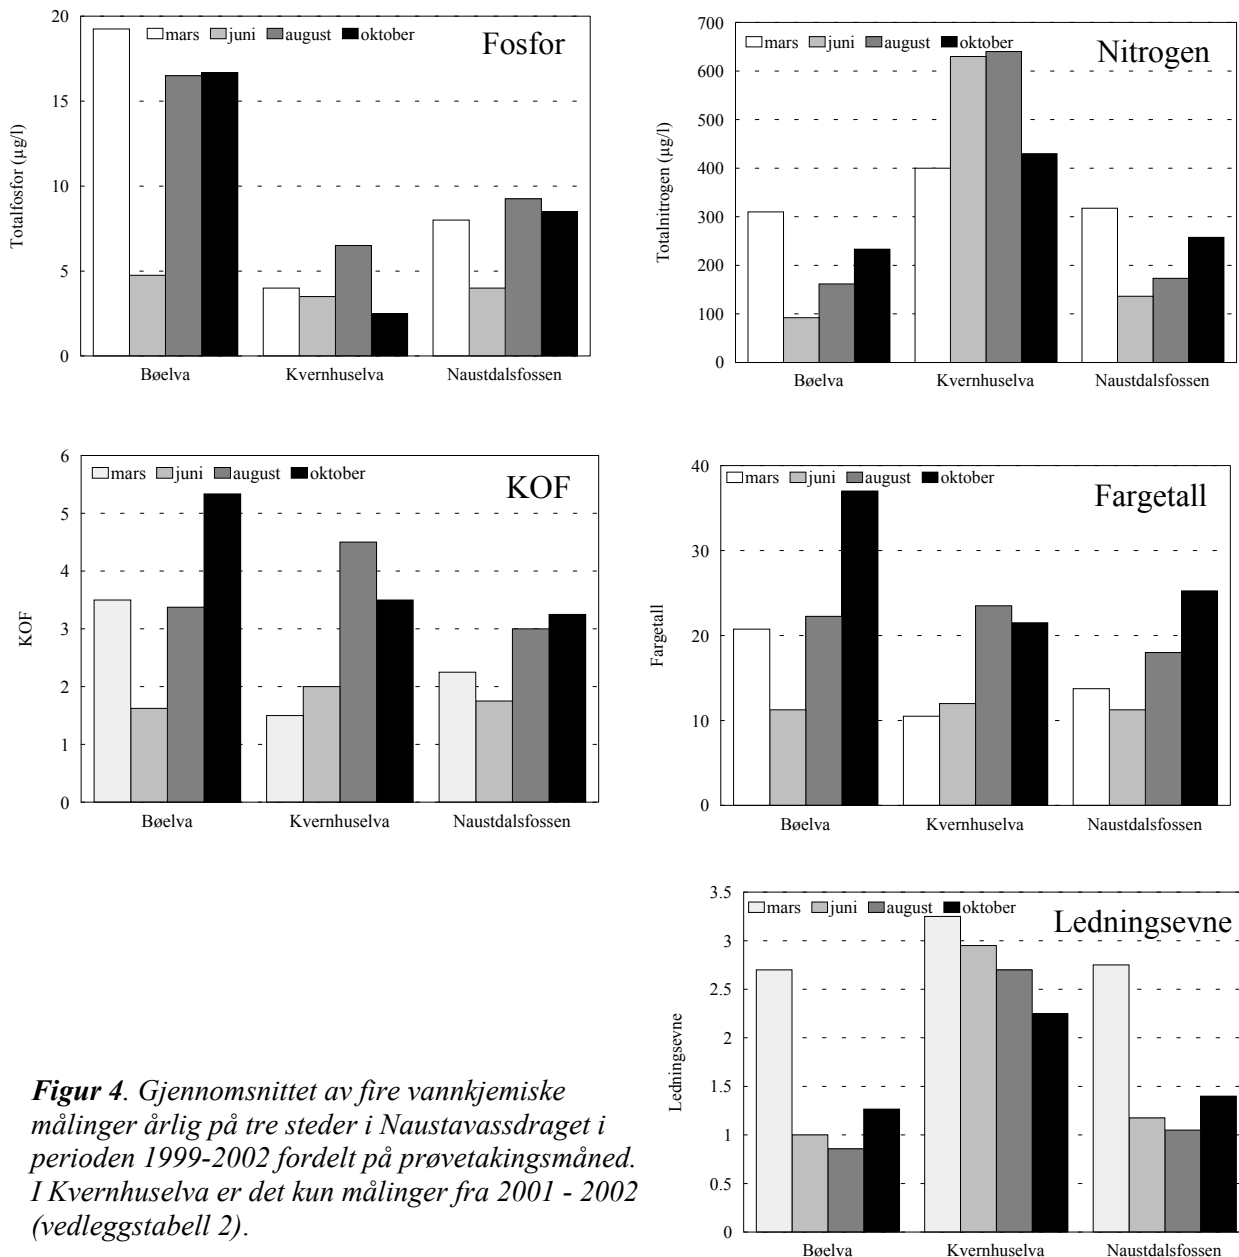 Fosfor
mars juni august oktober
Totalfosfor (µg/l)
20
15
10
5
0
Bøelva Kvernhuselva Naustdalsfossen
Nitrogen
mars juni august oktober
Totalnitrogen (µg/l)
700
600
500
400
300
200
100
0
Bøelva Kvernhuselva Naustdalsfossen
KOF
mars juni august oktober
KOF
6
5
4
3
2
1
0
Bøelva Kvernhuselva Naustdalsfossen
Fargetall
mars juni august oktober
Fargetall
40
30
20
10
0
Bøelva Kvernhuselva Naustdalsfossen
Ledningsevne
mars juni august oktober
Ledningsevne
3.5
3
2.5
2
1.5
1
0.5
0
Bøelva Kvernhuselva Naustdalsfossen
Figur 4. Gjennomsnittet av fire vannkjemiske
målinger årlig på tre steder i Naustavassdraget i
perioden 1999-2002 fordelt på prøvetakingsmåned.
I Kvernhuselva er det kun målinger fra 2001 - 2002
(vedleggstabell 2).